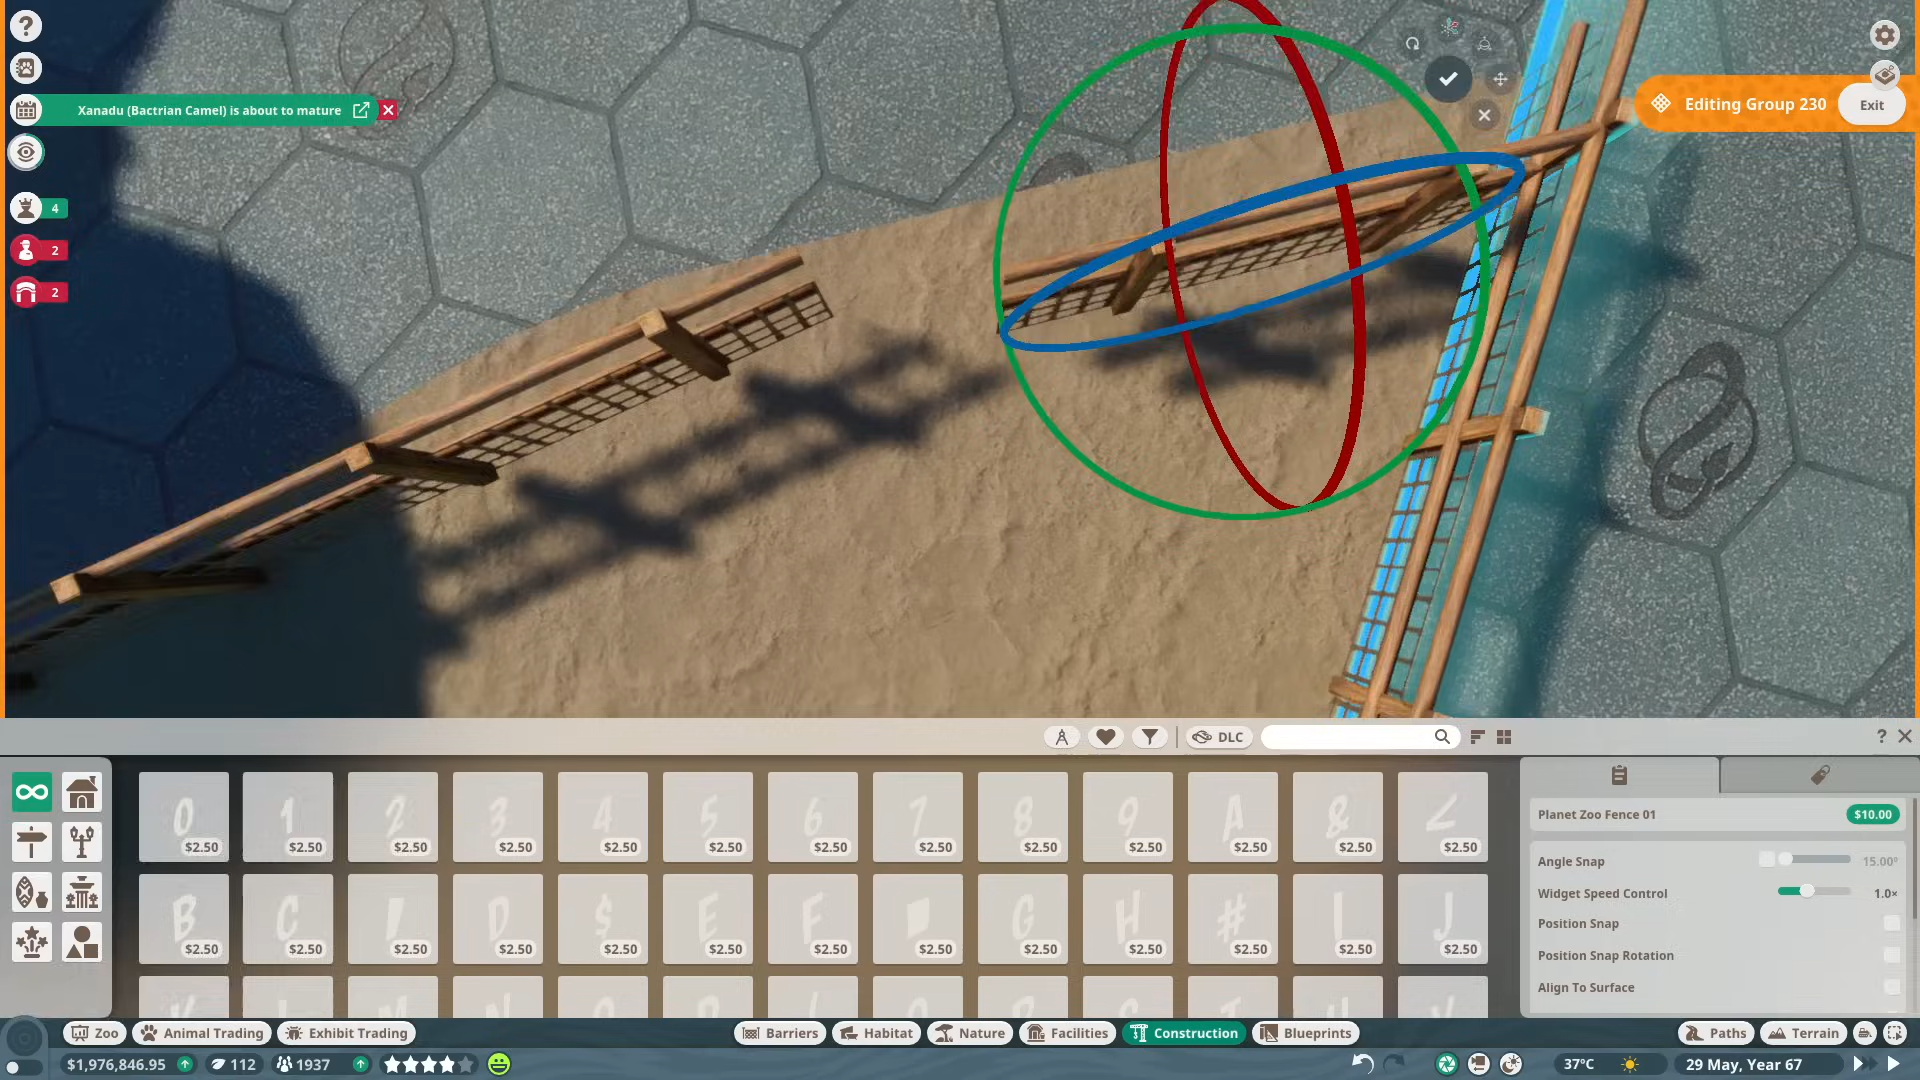 Xanadu (Bactrian Camel) is about to mature
Editing Group 230
Exit
4
2
2
DLC
?
0 $2.50
1 $2.50
2 $2.50
3 $2.50
4 $2.50
5 $2.50
6 $2.50
7 $2.50
8 $2.50
9 $2.50
A $2.50
& $2.50
$2.50
B $2.50
C $2.50
$2.50
D $2.50
$ $2.50
E $2.50
F $2.50
$2.50
G $2.50
H $2.50
# $2.50
I $2.50
J $2.50
Planet Zoo Fence 01
$10.00
Angle Snap
15.00°
Widget Speed Control
1.0×
Position Snap
Position Snap Rotation
Align To Surface
Zoo
Animal Trading
Exhibit Trading
Barriers
Habitat
Nature
Facilities
Construction
Blueprints
Paths
Terrain
$1,976,846.95
112
1937
37°C
29 May, Year 67